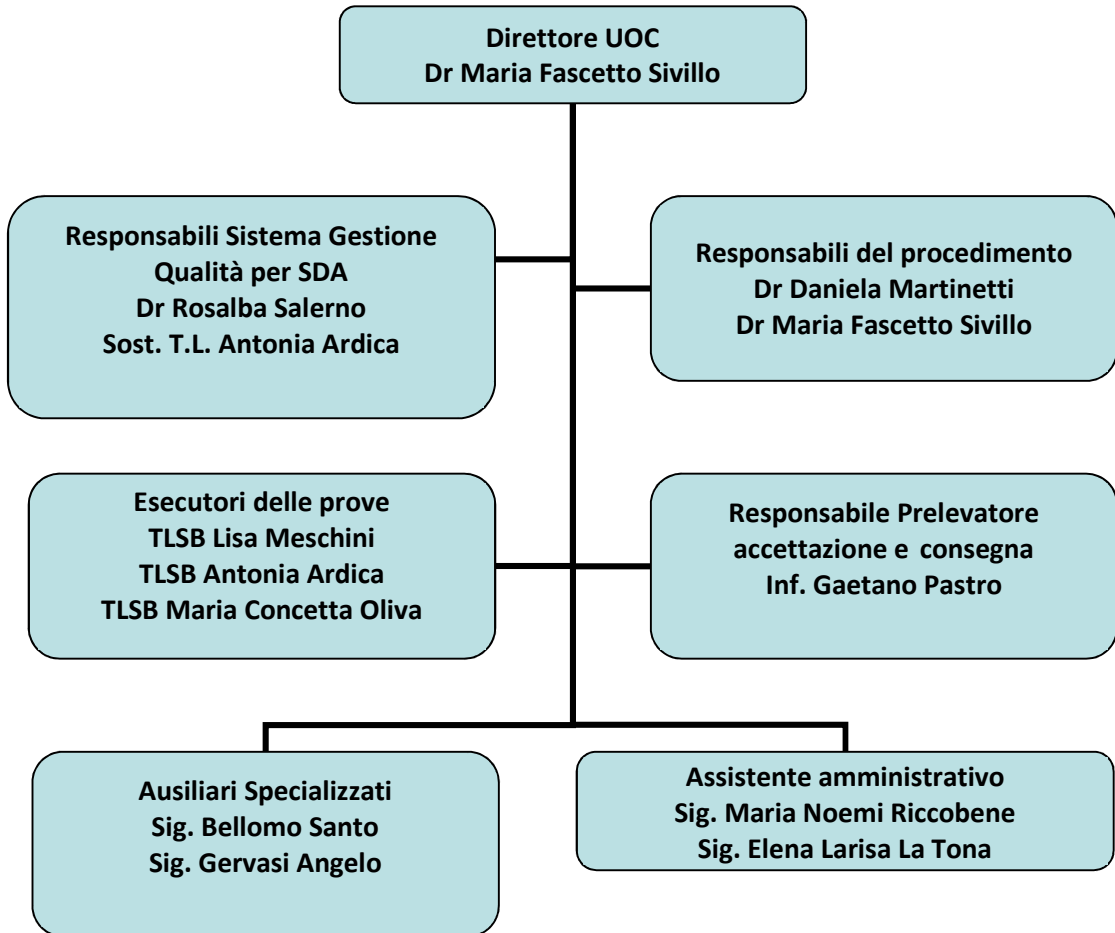 Direttore UOC
Dr Maria Fascetto Sivillo
Responsabili Sistema Gestione
Qualità per SDA
Dr Rosalba Salerno
Sost. T.L. Antonia Ardica
Responsabili del procedimento
Dr Daniela Martinetti
Dr Maria Fascetto Sivillo
Esecutori delle prove
TLSB Lisa Meschini
TLSB Antonia Ardica
TLSB Maria Concetta Oliva
Responsabile Prelevatore
accettazione e consegna
Inf. Gaetano Pastro
Ausiliari Specializzati
Sig. Bellomo Santo
Sig. Gervasi Angelo
Assistente amministrativo
Sig. Maria Noemi Riccobene
Sig. Elena Larisa La Tona